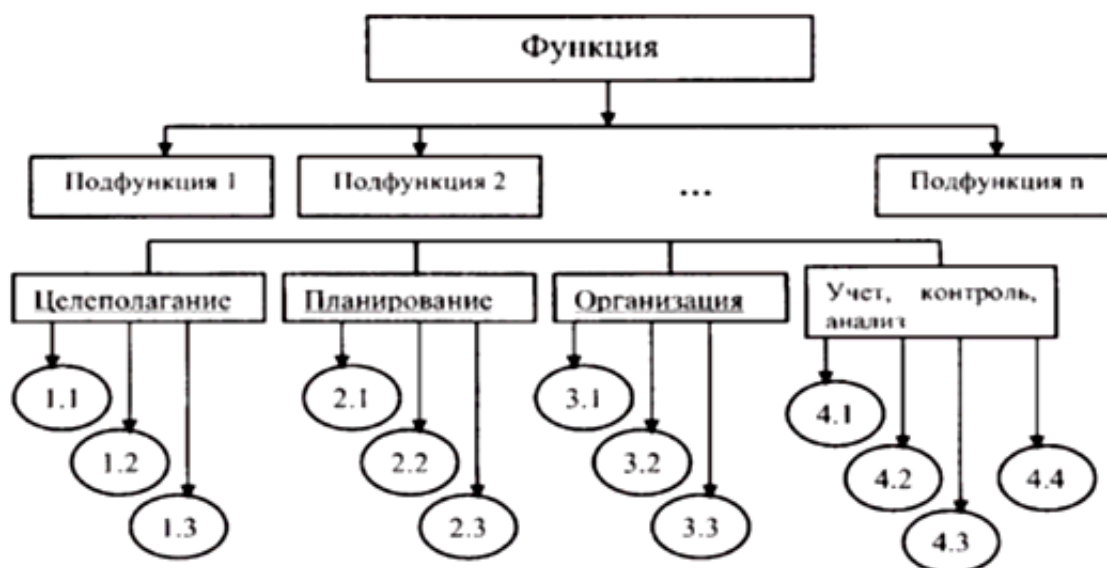 Функция
Подфункция 1
Подфункция 2
...
Подфункция n
Целеполагание
Планирование
Организация
Учет, контроль,
анализ
1.1
2.1
3.1
4.1
1.2
2.2
3.2
4.2
4.4
1.3
2.3
3.3
4.3